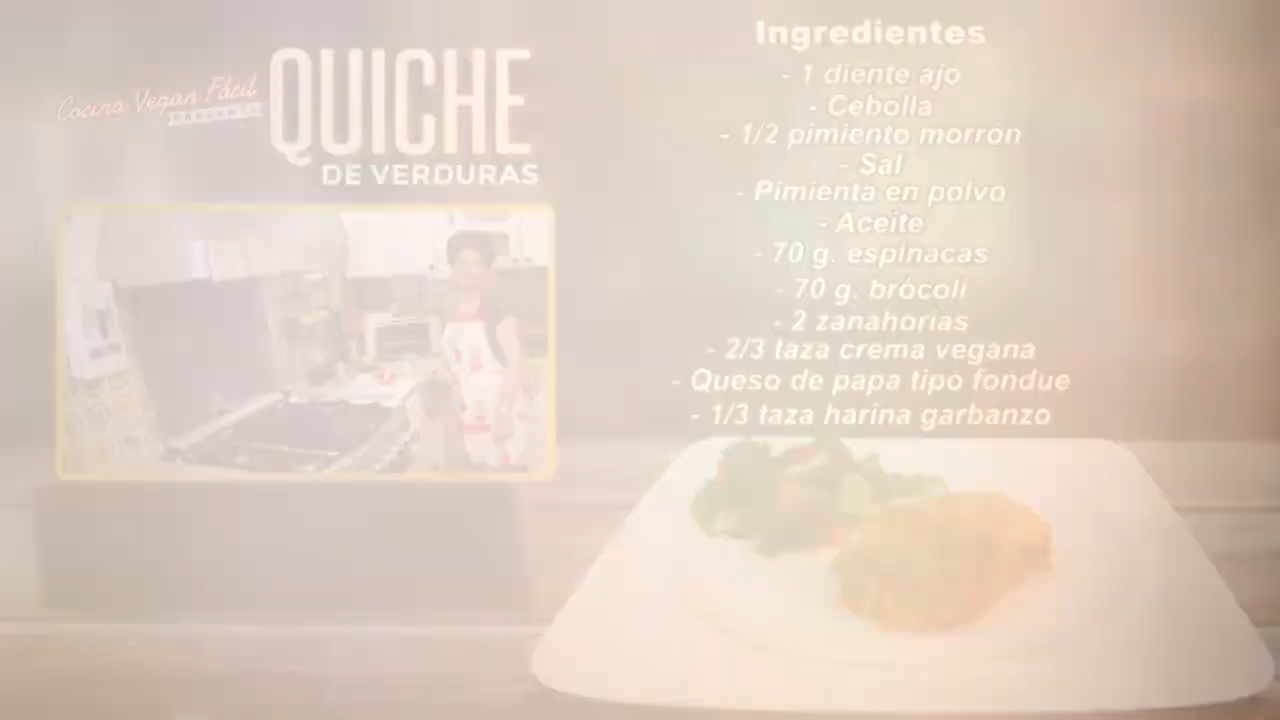 Cocina Vegan Fácil
QUICHE
DE VERDURAS
Ingredientes
- 1 diente ajo
- Cebolla
- 1/2 pimiento morrón
- Sal
- Pimienta en polvo
- Aceite
- 70 g. espinacas
- 70 g. brócoli
- 2 zanahorias
- 2/3 taza crema vegana
- Queso de papa tipo fondue
- 1/3 taza harina garbanzo